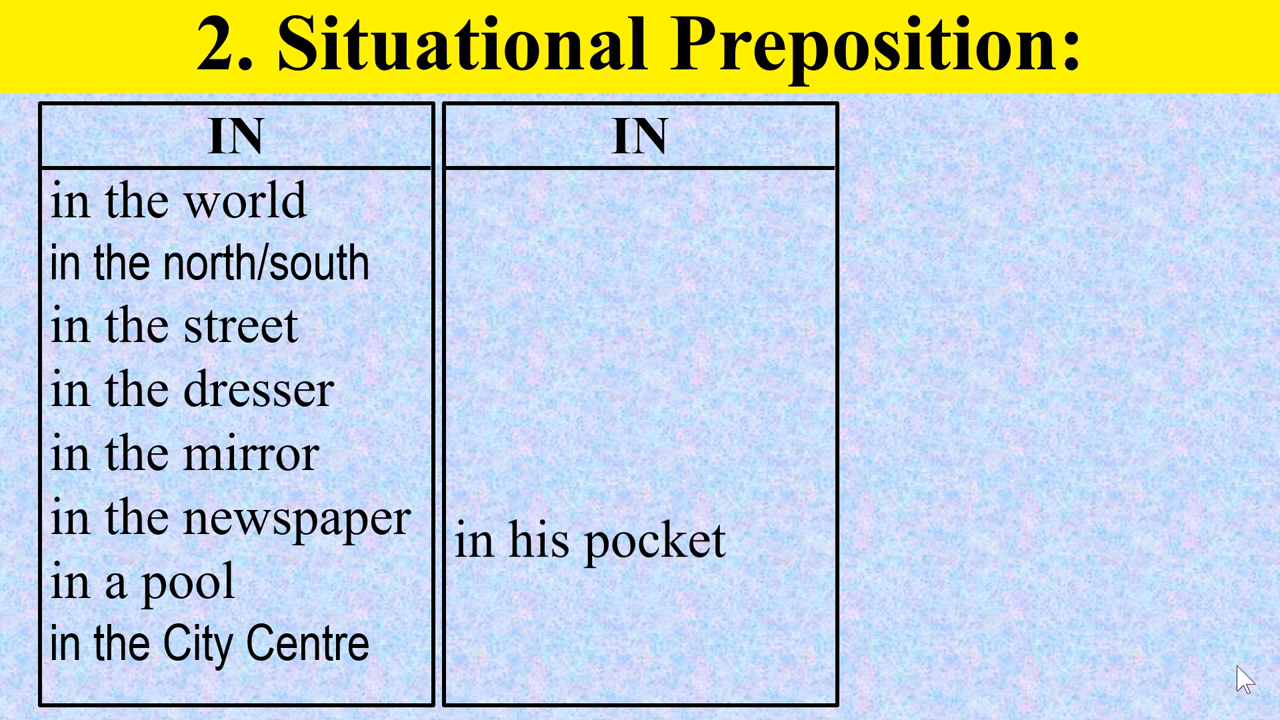 2. Situational Preposition:
IN
in the world
in the north/south
in the street
in the dresser
in the mirror
in the newspaper
in a pool
in the City Centre
IN
in his pocket